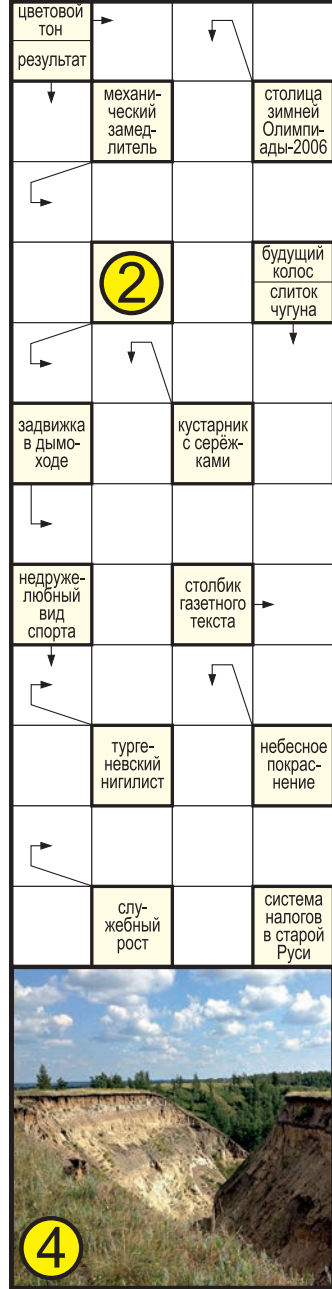 цветовой
тон
результат
механи-
ческий
замед-
литель
столица
зимней
Олимпи-
ады-2006
2
будущий
колос
слиток
чугуна
задвижка
в дымо-
ходе
кустарник
с серёж-
ками
недруже-
любный
вид
спорта
столбик
газетного
текста
турге-
невский
нигилист
небесное
покрас-
нение
слу-
жебный
рост
система
налогов
в старой
Руси
4